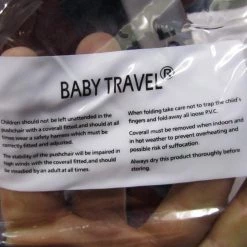 BABY TRAVEL®
Children should not be left unattended in the
pushchair with a coverall fitted,and should at all
times wear a safety harness which must be
correctly fitted and adjusted.
The stability of the pushchair will be impaired in
high winds with the coverall fitted,and should
be steadied by an adult at all times.
When folding take care not to trap the child's
fingers and fold away all loose P.V.C.
Coverall must be removed when indoors and
in hot weather to prevent overheating and
possible risk of suffocation.
Always dry this product thoroughly before
storing.